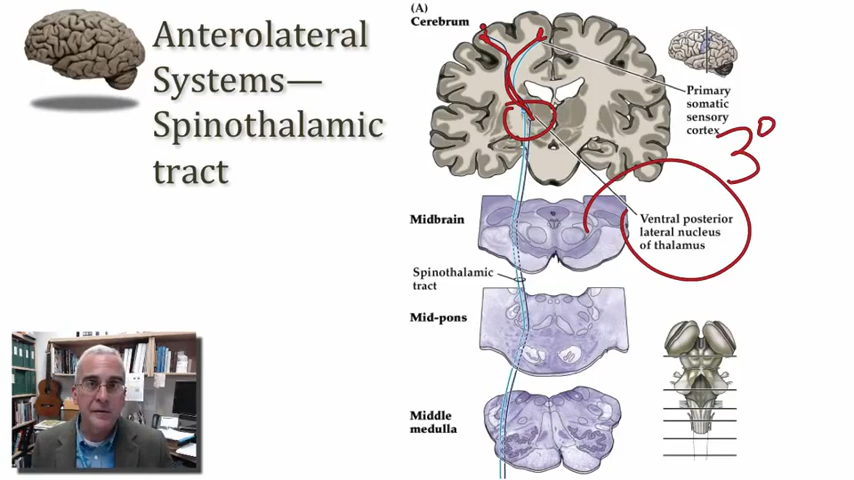 Anterolateral
Systems—
Spinothalamic
tract
(A)
Cerebrum
Primary
somatic
sensory
cortex
3°
Midbrain
Ventral posterior
lateral nucleus
of thalamus
Spinothalamic
tract
Mid-pons
Middle
medulla